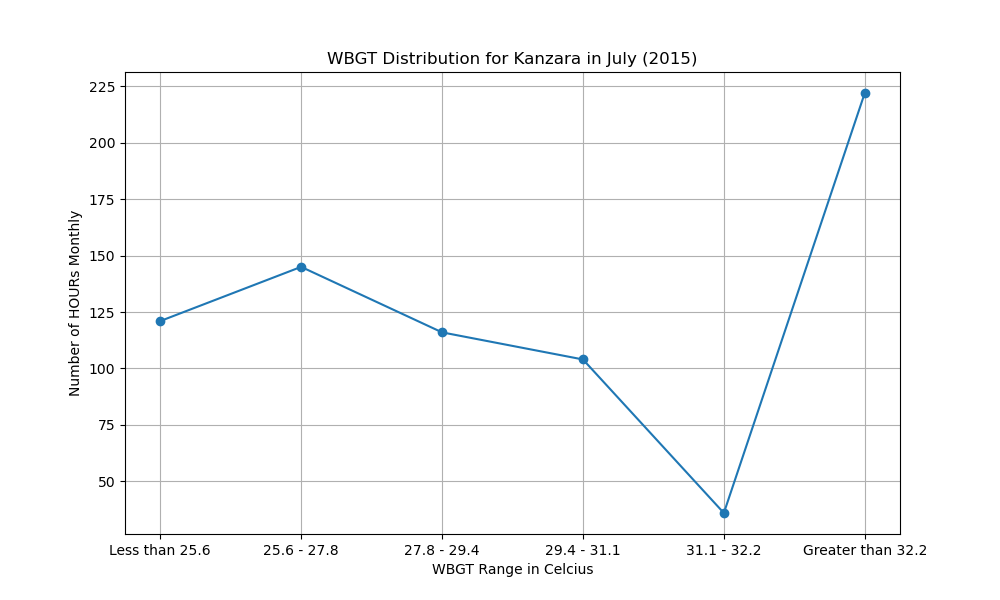 WBGT Distribution for Kanzara in July (2015)
Number of HOURs Monthly
225
200
175
150
125
100
75
50
Less than 25.6 25.6 - 27.8 27.8 - 29.4 29.4 - 31.1 31.1 - 32.2 Greater than 32.2
WBGT Range in Celcius